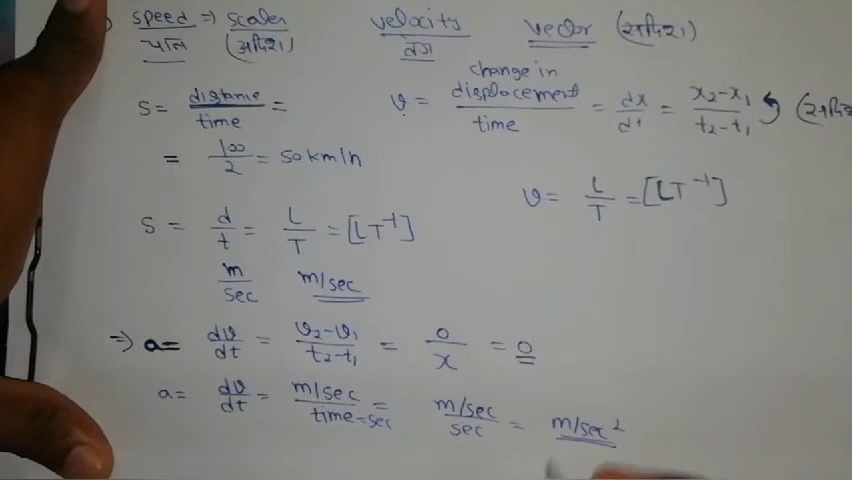 speed => scaler velocity vector (सदिश)
चाल (अदिश) वेग
s = distance / time = v = change in displacement / time = dx/dt = x₂-x₁ / t₂-t₁
= 100/2 = 50 km/h
v = L/T = [LT⁻¹]
s = d/t = L/T = [LT⁻¹]
m/sec m/sec
=> a = dv/dt = v₂-v₁ / t₂-t₁ = 0/x = 0
a = dv/dt = m/sec / time=sec = m/sec / sec = m/sec²